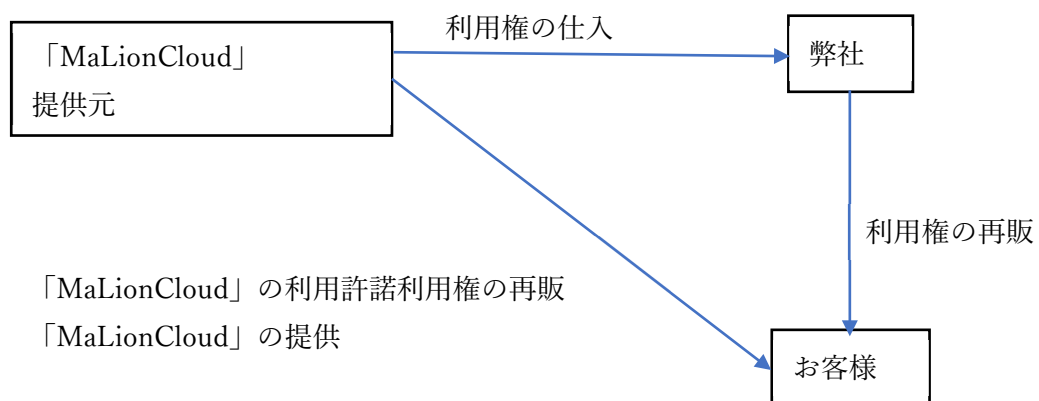 利用権の仕入
「MaLionCloud」
提供元
弊社
利用権の再販
「MaLionCloud」の利用許諾利用権の再販
「MaLionCloud」の提供
お客様